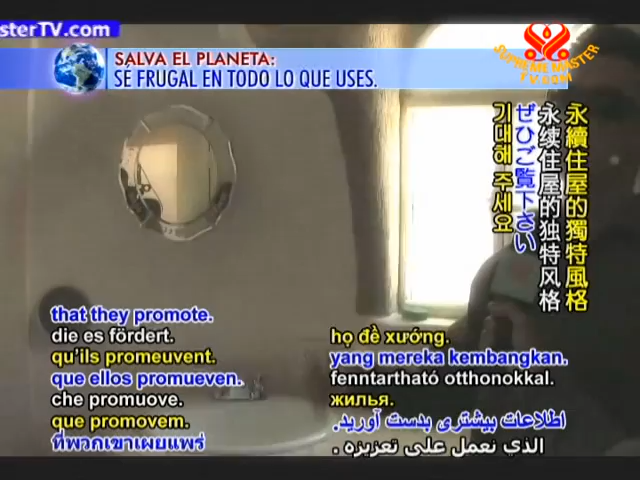 sterTV.com
SALVA EL PLANETA:
SÉ FRUGAL EN TODO LO QUE USES.
SUPREME MASTER
TV.COM
永續住屋的獨特風格
永续住屋的独特风格
ぜひご覧下さい
기대해 주세요
that they promote.
die es fördert.
qu'ils promeuvent.
que ellos promueven.
che promuove.
que promovem.
ที่พวกเขาเผยแพร่
họ đề xướng.
yang mereka kembangkan.
fenntartható otthonokkal.
жилья.
اطلاعات بیشتری بدست آورید.
الذي نعمل على تعزيزه .